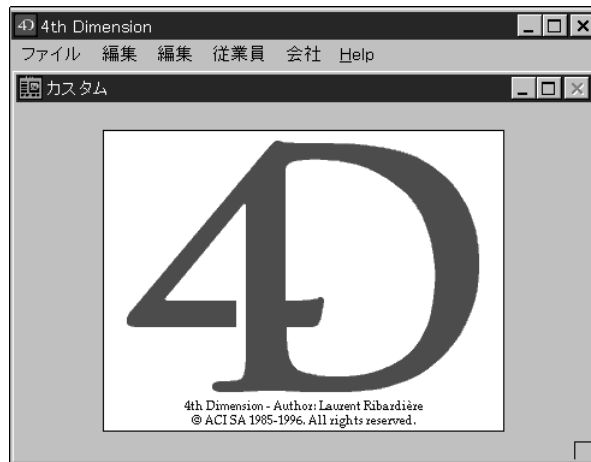 4D 4th Dimension
ファイル 編集 編集 従業員 会社 Help
カスタム
4D
4th Dimension - Author: Laurent Ribardière
© ACI SA 1985-1996. All rights reserved.